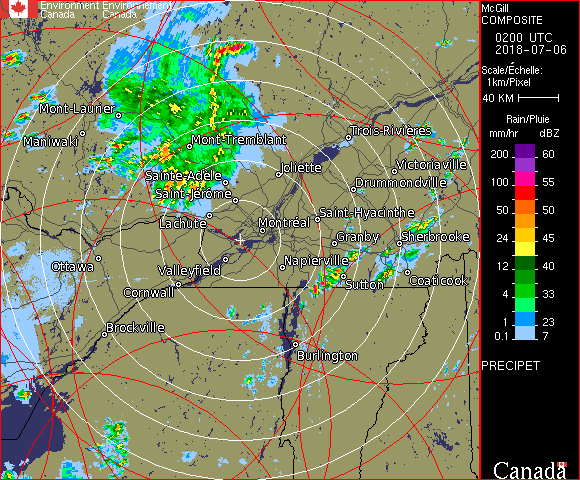 Environment Environnement
Canada Canada
McGill
COMPOSITE
0200 UTC
2018-07-06
Scale/Échelle:
1km/Pixel
40 KM
Rain/Pluie
mm/hr dBZ
200 60
100 55
50 50
24 45
12 40
4 33
1 23
0.1 7
PRECIPET
Canada
Mont-Laurier
Maniwaki
Mont-Tremblant
Trois-Rivières
Joliette
Victoriaville
Sainte-Adèle
Drummondville
Saint-Jérôme
Lachute
Saint-Hyacinthe
Montréal
Granby
Sherbrooke
Ottawa
Valleyfield
Napierville
Cornwall
Sutton
Coaticook
Brockville
Burlington